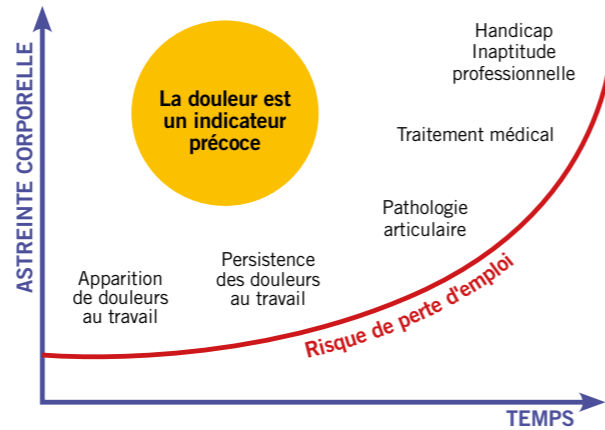 Handicap
Inaptitude
professionnelle
La douleur est
un indicateur
précoce
Traitement médical
Pathologie
articulaire
Persistence
des douleurs
au travail
Apparition
de douleurs
au travail
Risque de perte d'emploi
ASTREINTE CORPORELLE
TEMPS